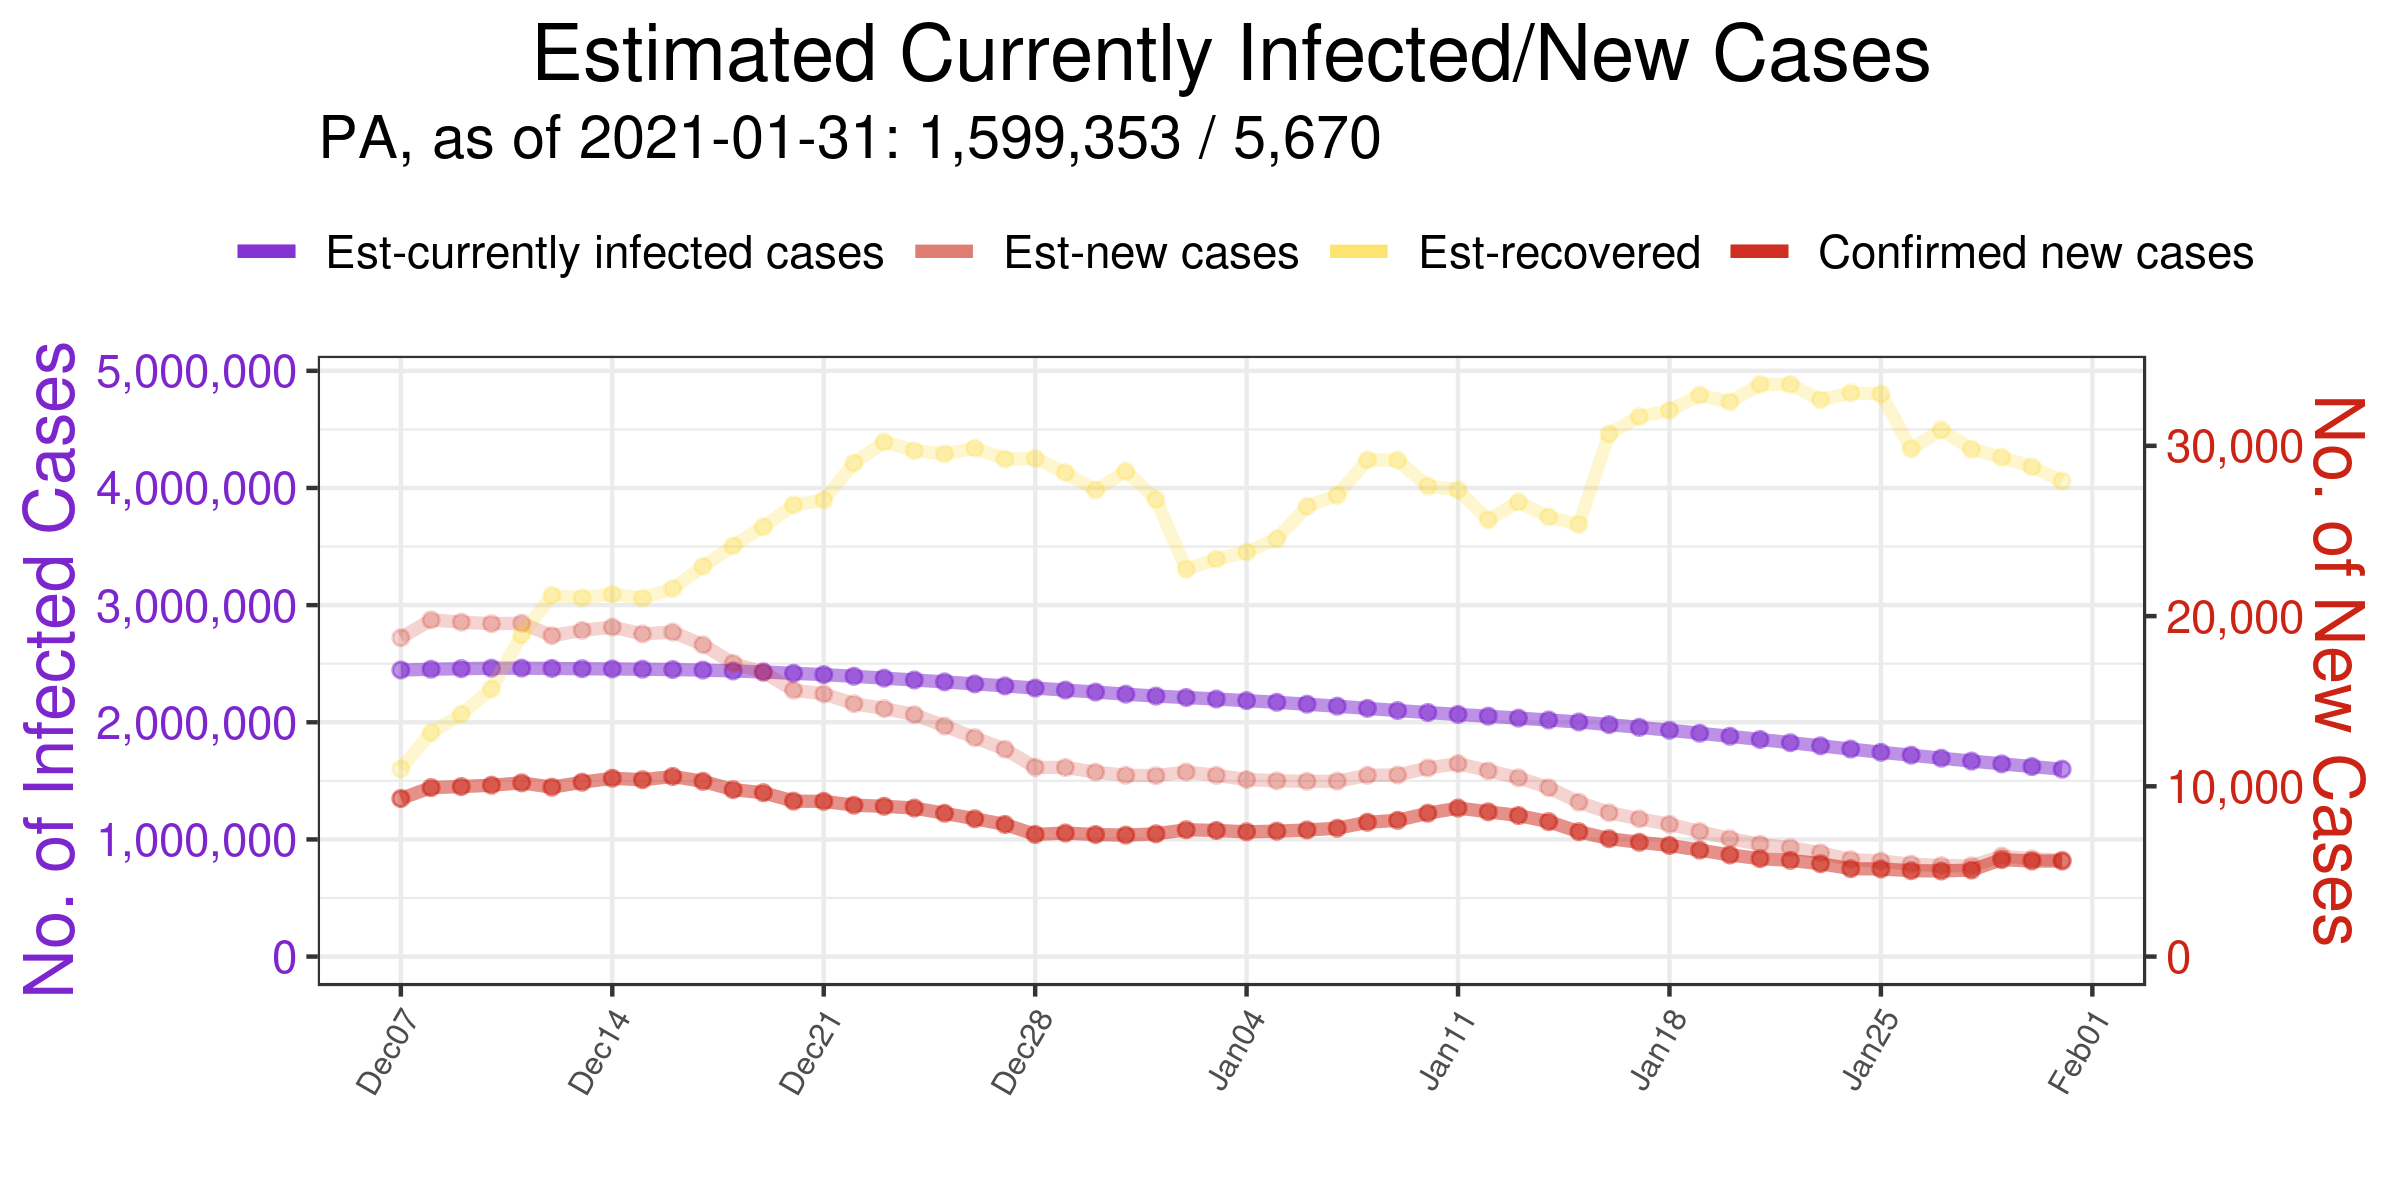 Estimated Currently Infected/New Cases
PA, as of 2021-01-31: 1,599,353 / 5,670
Est-currently infected cases Est-new cases Est-recovered Confirmed new cases
No. of Infected Cases
5,000,000
4,000,000
3,000,000
2,000,000
1,000,000
0
30,000
20,000
10,000
0
No. of New Cases
Dec07 Dec14 Dec21 Dec28 Jan04 Jan11 Jan18 Jan25 Feb01